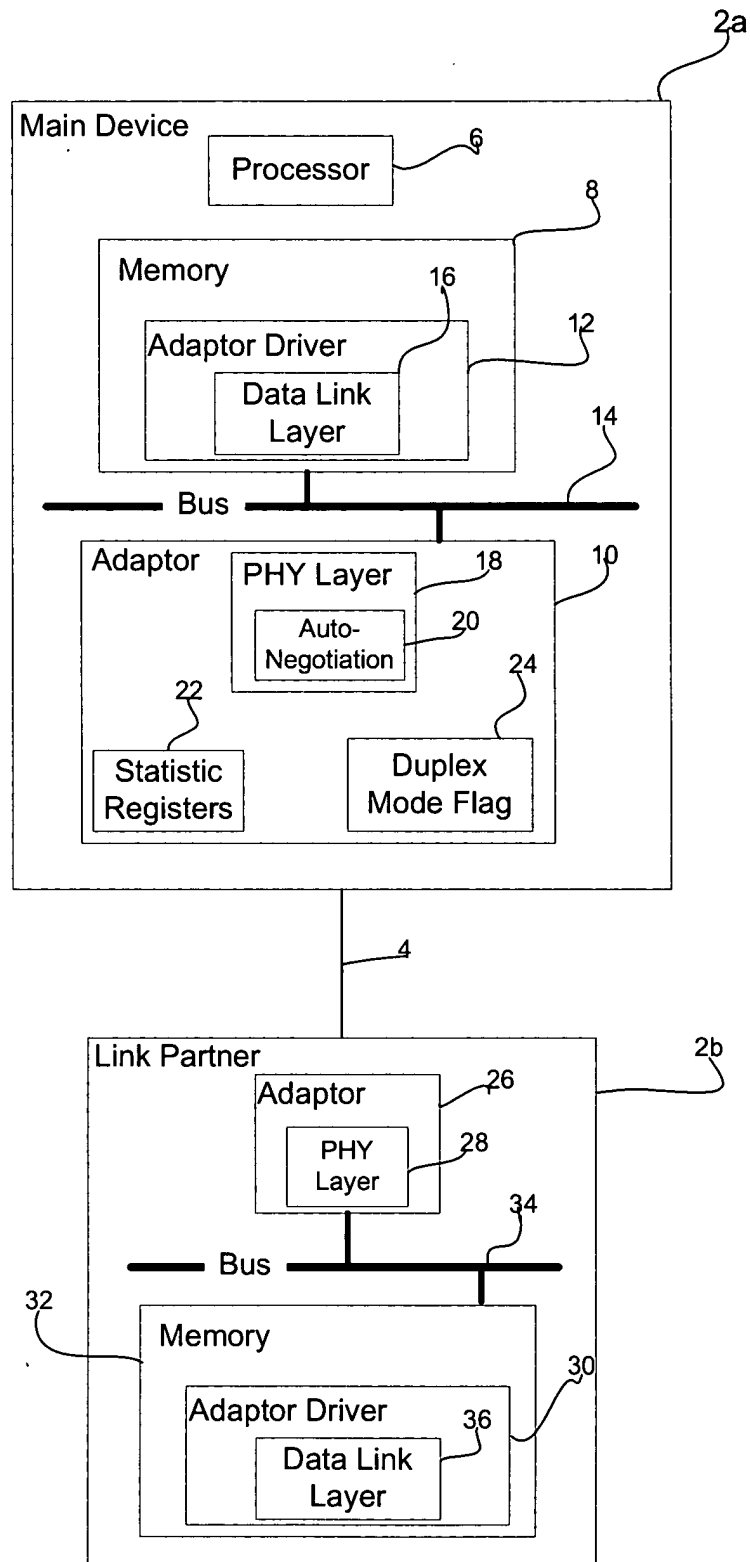 2a
Main Device
6
Processor
8
Memory
16
12
Adaptor Driver
Data Link
Layer
14
Bus
Adaptor
PHY Layer
18
10
Auto-
Negotiation
20
22
24
Statistic
Registers
Duplex
Mode Flag
4
Link Partner
2b
Adaptor
26
PHY
Layer
28
34
Bus
32
Memory
30
Adaptor Driver
36
Data Link
Layer